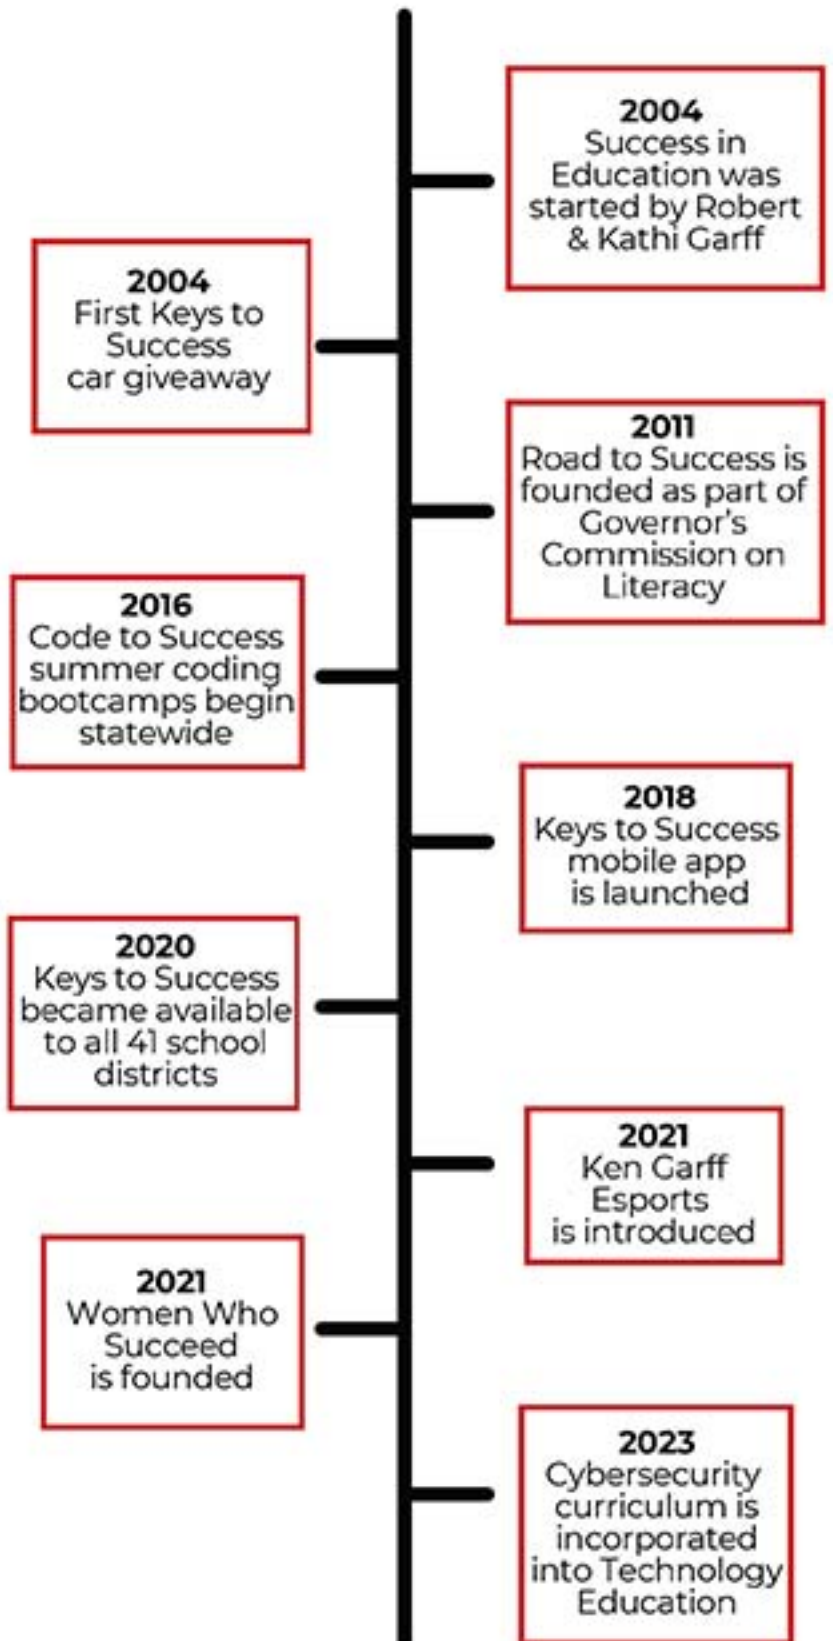 2004
Success in
Education was
started by Robert
& Kathi Garff
2004
First Keys to
Success
car giveaway
2011
Road to Success is
founded as part of
Governor's
Commission on
Literacy
2016
Code to Success
summer coding
bootcamps begin
statewide
2018
Keys to Success
mobile app
is launched
2020
Keys to Success
became available
to all 41 school
districts
2021
Ken Garff
Esports
is introduced
2021
Women Who
Succeed
is founded
2023
Cybersecurity
curriculum is
incorporated
into Technology
Education